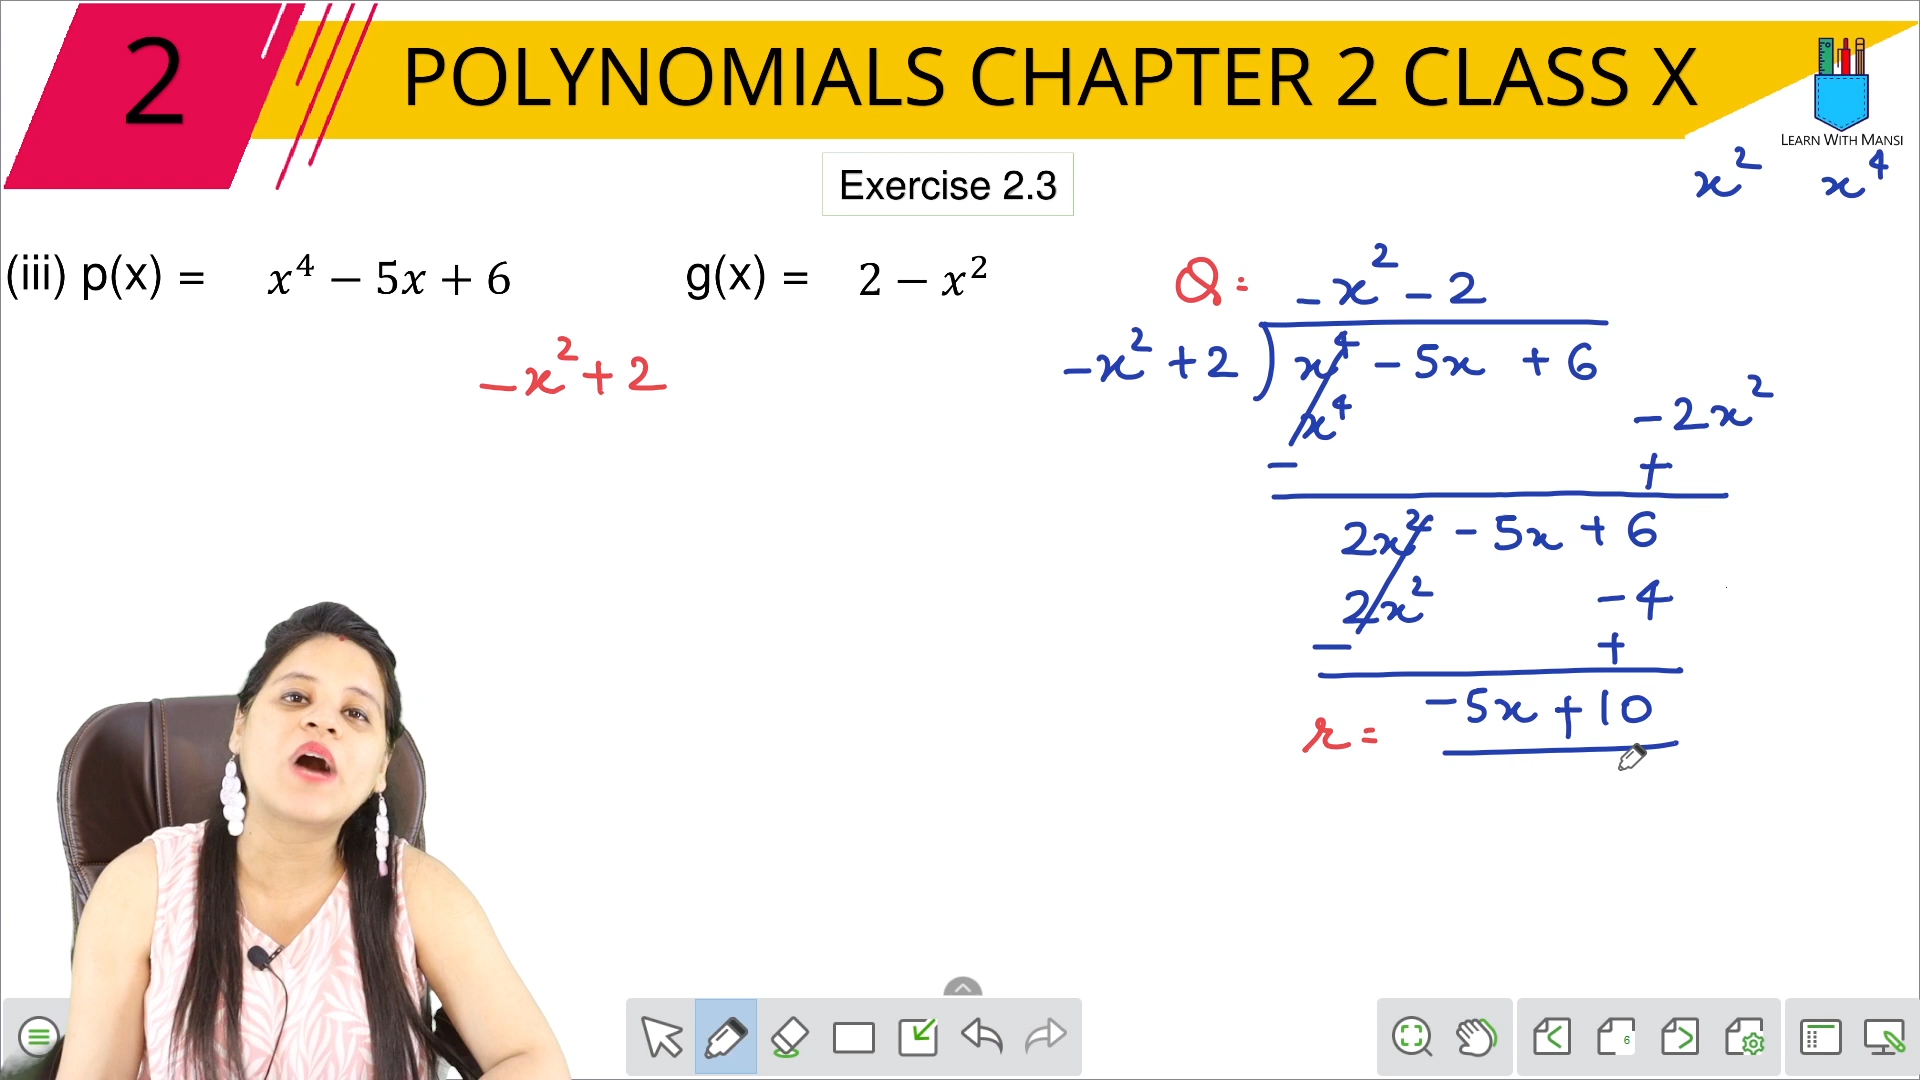 2
POLYNOMIALS CHAPTER 2 CLASS X
LEARN WITH MANSI
x² x⁴
Exercise 2.3
(iii) p(x) = x⁴ − 5x + 6 g(x) = 2 − x²
−x² + 2
Q = −x² − 2
−x² + 2 ) x⁴ − 5x + 6
x⁴ − 2x²
− +
2x² − 5x + 6
2x² − 4
− +
r = −5x + 10
6